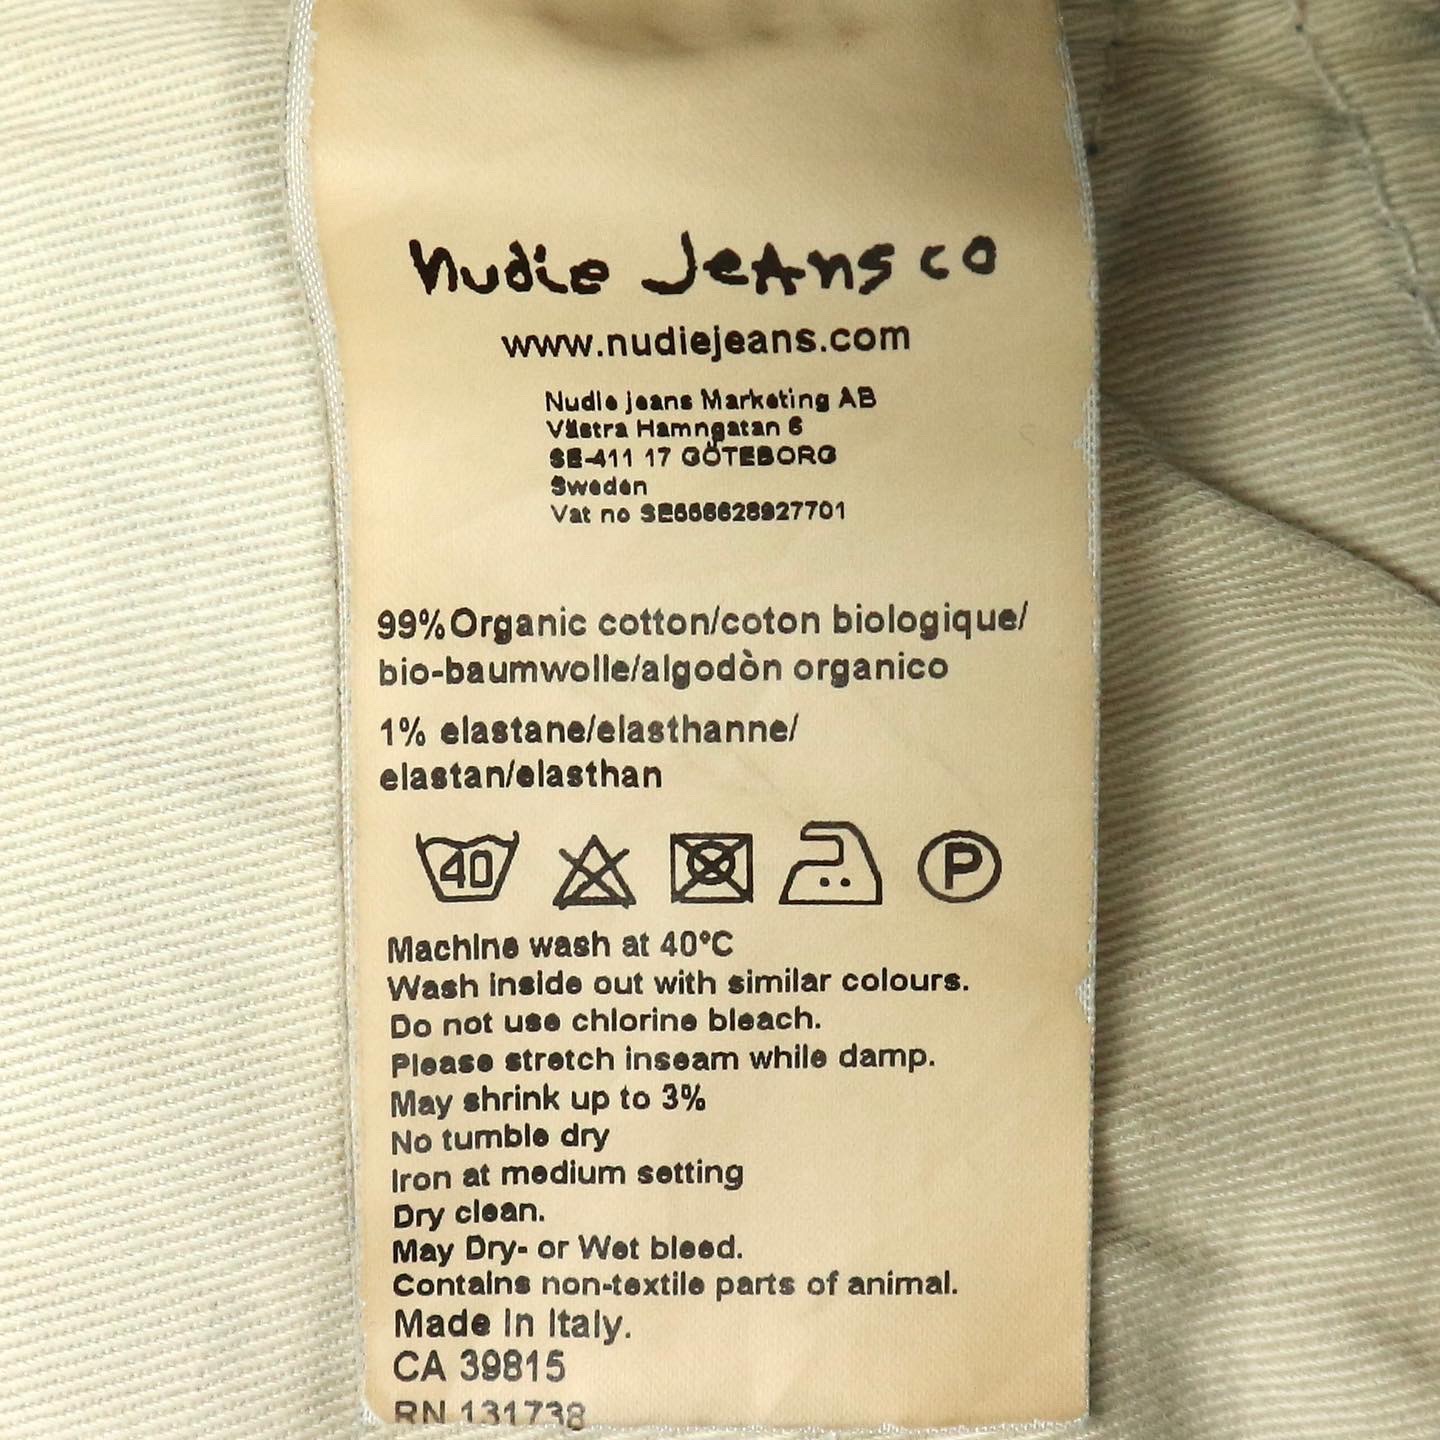 nudie Jeans co
www.nudiejeans.com
Nudie jeans Marketing AB
Västra Hamngatan 6
SE-411 17 GÖTEBORG
Sweden
Vat no
99%Organic cotton/coton biologique/
bio-baumwolle/algodòn organico
1% elastane/elasthanne/
elastan/elasthan
40 P
Machine wash at 40°C
Wash inside out with similar colours.
Do not use chlorine bleach.
Please stretch inseam while damp.
May shrink up to 3%
No tumble dry
Iron at medium setting
Dry clean.
May Dry- or Wet bleed.
Contains non-textile parts of animal.
Made in Italy.
CA 39815
RN 131738